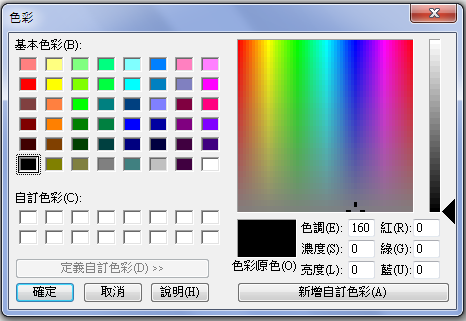 色彩
基本色彩(B):
自訂色彩(C):
定義自訂色彩(D) >>
確定 取消 說明(H)
色彩原色(O)
色調(E): 160 紅(R): 0
濃度(S): 0 綠(G): 0
亮度(L): 0 藍(U): 0
新增自訂色彩(A)